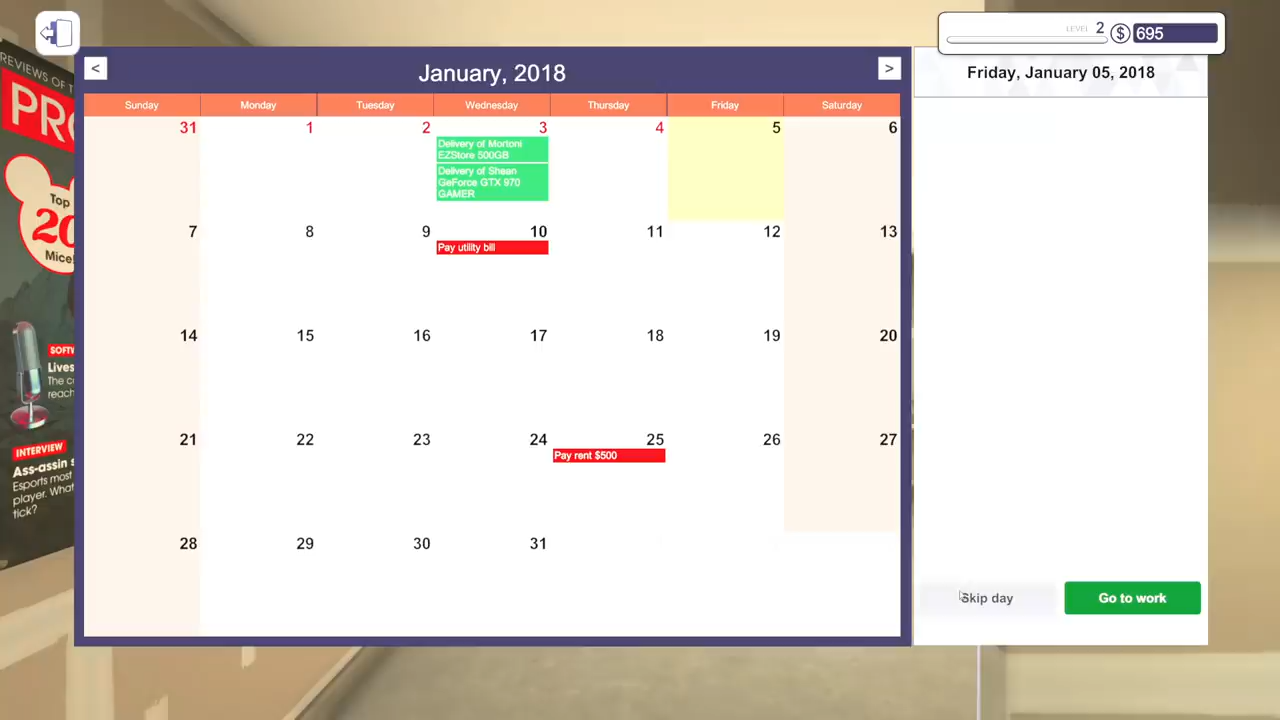 LEVEL 2 $ 695
REVIEWS OF T
PRO
Top
20
Mice!
SOFTW
Lives
The co
reach
INTERVIEW
Ass-assin s
Esports most
player. What
tick?
< January, 2018 >
Sunday Monday Tuesday Wednesday Thursday Friday Saturday
31 1 2 3 4 5 6
Delivery of Mortoni
EZStore 500GB
Delivery of Shean
GeForce GTX 970
GAMER
7 8 9 10 11 12 13
Pay utility bill
14 15 16 17 18 19 20
21 22 23 24 25 26 27
Pay rent $500
28 29 30 31
Friday, January 05, 2018
Skip day
Go to work